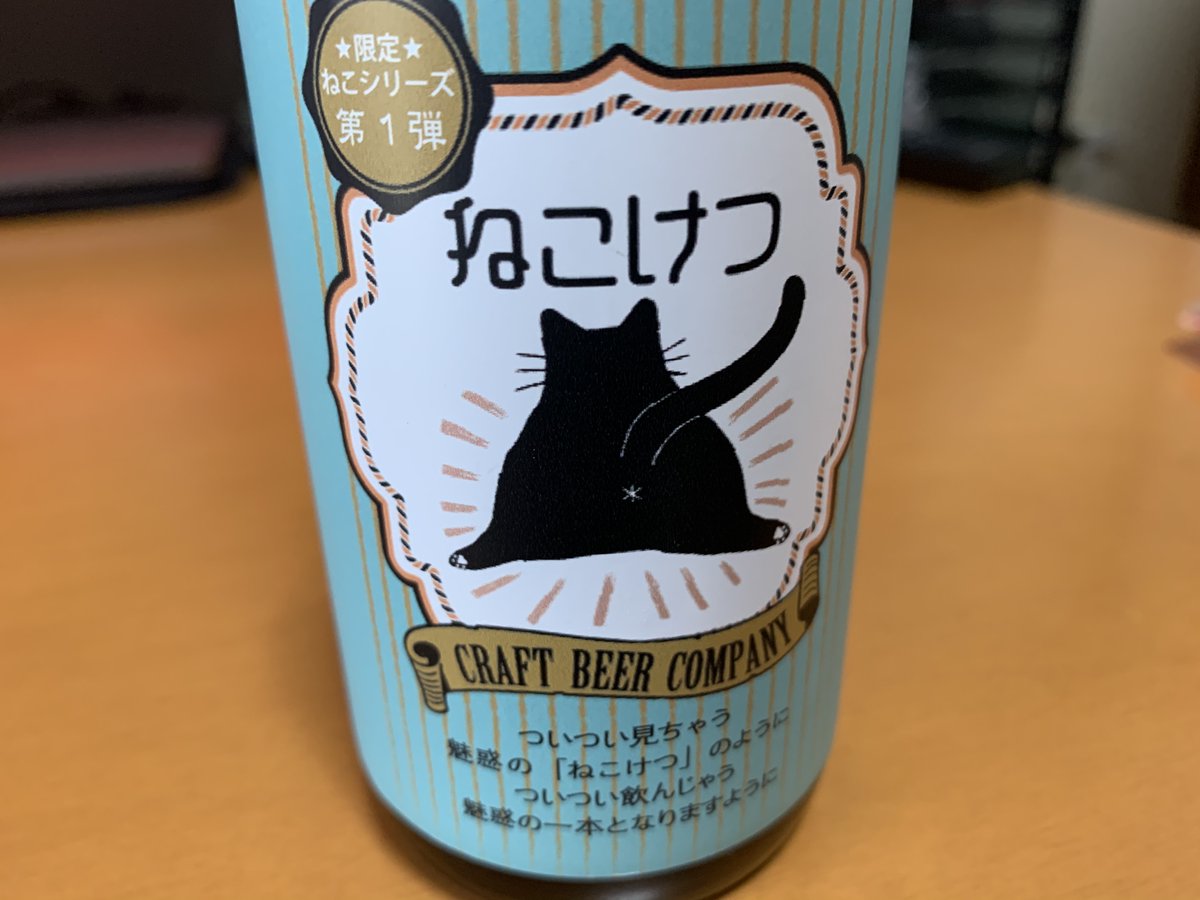 ★限定★
ねこシリーズ
第1弾
ねこけつ
CRAFT BEER COMPANY
ついつい見ちゃう
魅惑の「ねこけつ」のように
ついつい飲んじゃう
魅惑の一本となりますように